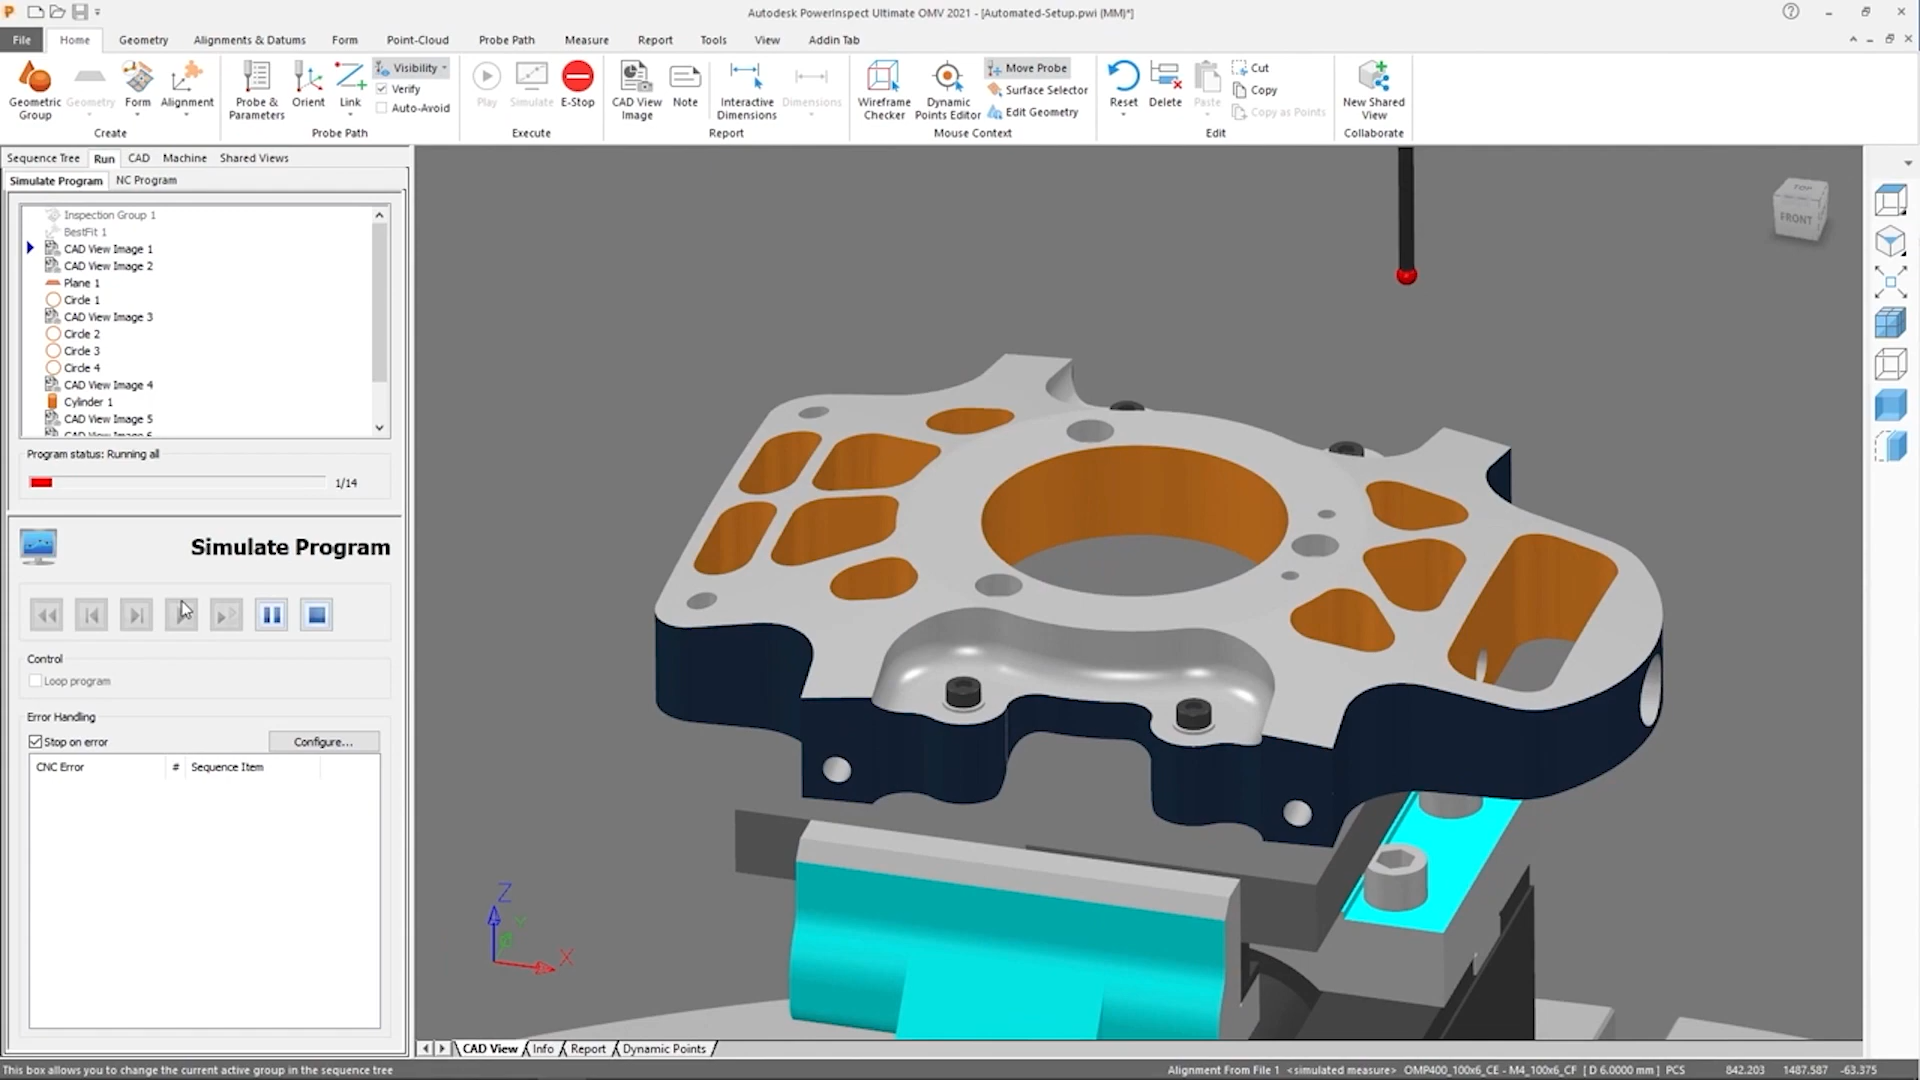 Autodesk PowerInspect Ultimate OMV 2021 - [Automated-Setup.pwi (MM)*]
File Home Geometry Alignments & Datums Form Point-Cloud Probe Path Measure Report Tools View Addin Tab
Geometric Group
Geometry
Form
Alignment
Create
Probe & Parameters
Orient
Link
Visibility
Verify
Auto-Avoid
Probe Path
Play
Simulate
E-Stop
Execute
CAD View Image
Note
Interactive Dimensions
Dimensions
Report
Wireframe Checker
Dynamic Points Editor
Move Probe
Surface Selector
Edit Geometry
Mouse Context
Reset
Delete
Paste
Cut
Copy
Copy as Points
Edit
New Shared View
Collaborate
Sequence Tree Run CAD Machine Shared Views
Simulate Program NC Program
Inspection Group 1
BestFit 1
CAD View Image 1
CAD View Image 2
Plane 1
Circle 1
CAD View Image 3
Circle 2
Circle 3
Circle 4
CAD View Image 4
Cylinder 1
CAD View Image 5
CAD View Image 6
Program status: Running all
1/14
Simulate Program
Control
Loop program
Error Handling
Stop on error
Configure...
CNC Error # Sequence Item
TOP
FRONT
Z
Y
X
CAD View Info Report Dynamic Points
This box allows you to change the current active group in the sequence tree
Alignment From File 1 <simulated measure> OMP400_100x6_CE - M4_100x6_CF [ D 6.0000 mm ] PCS 842.203 1487.587 -63.375